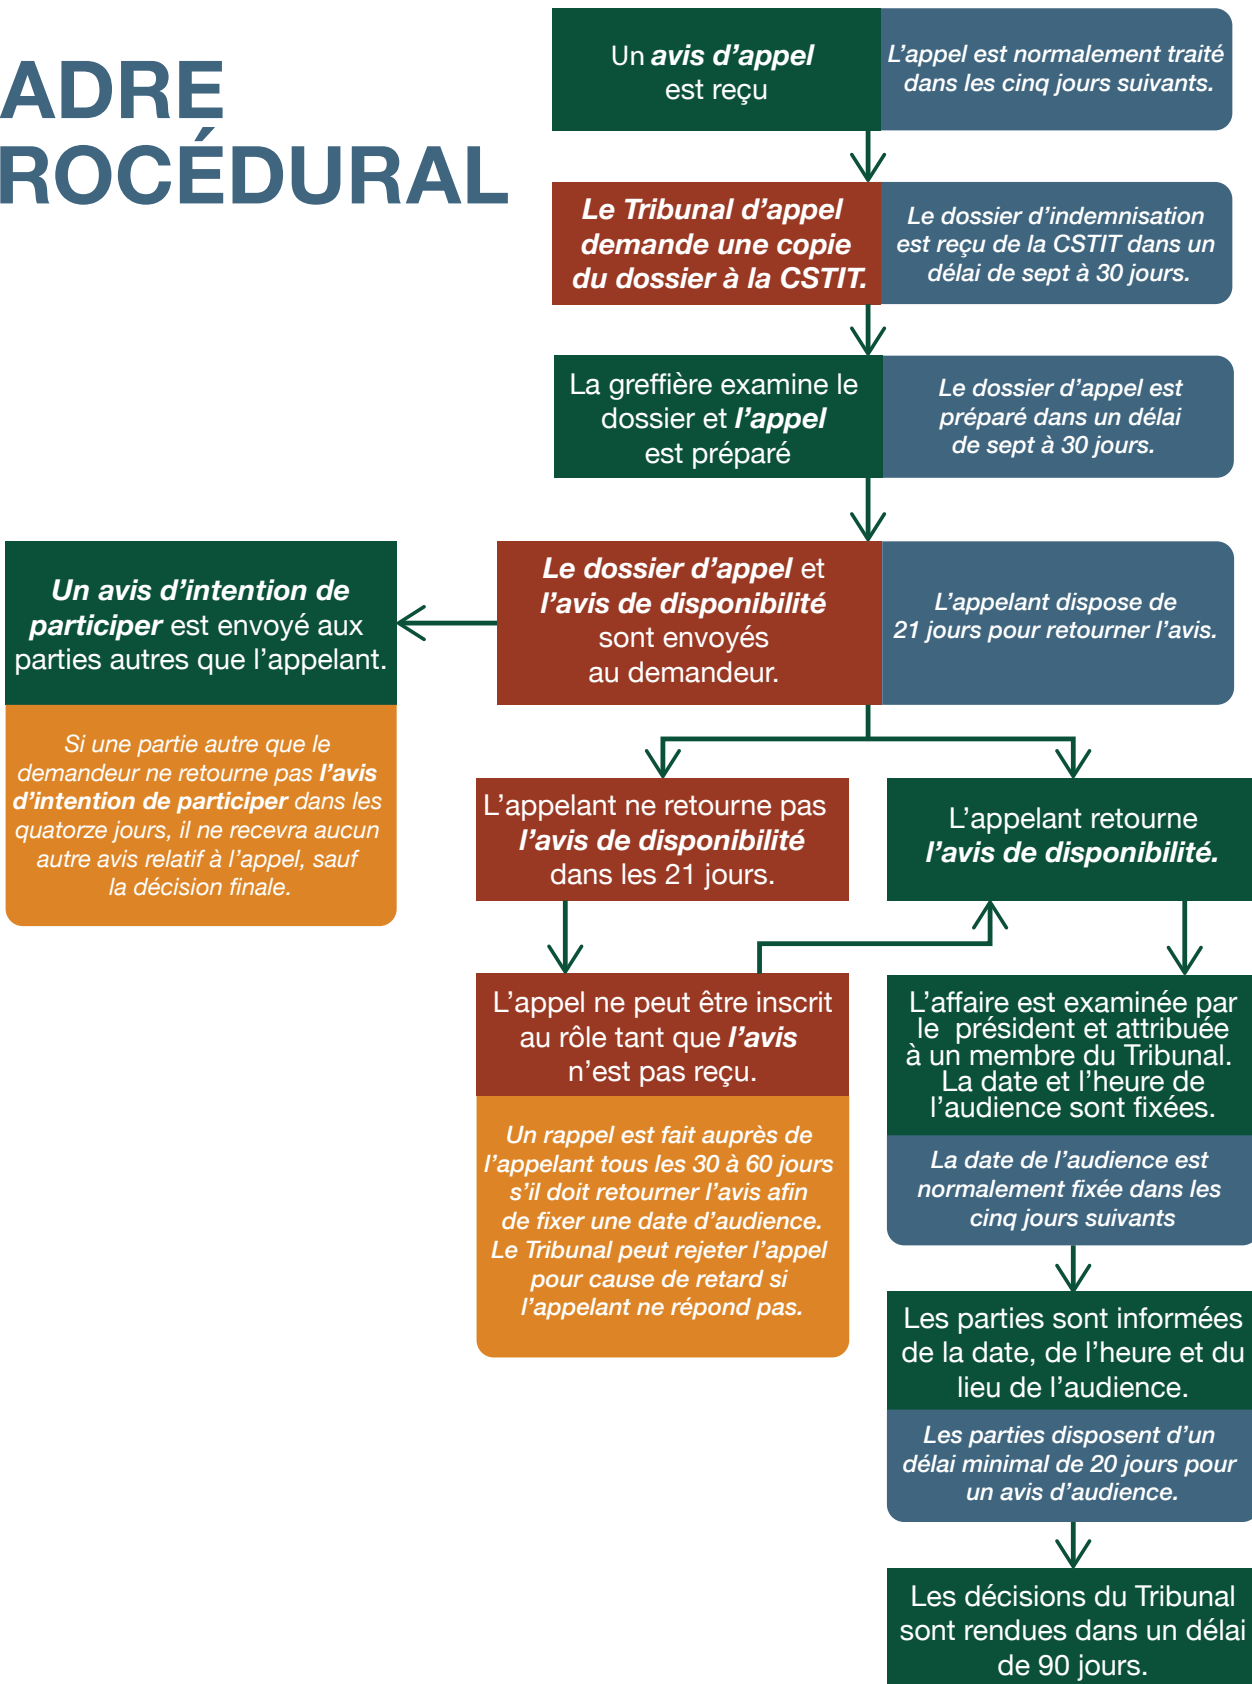 ADRE
ROCÉDURAL
Un avis d’appel
est reçu
L’appel est normalement traité
dans les cinq jours suivants.
Le Tribunal d’appel
demande une copie
du dossier à la CSTIT.
Le dossier d’indemnisation
est reçu de la CSTIT dans un
délai de sept à 30 jours.
La greffière examine le
dossier et l’appel
est préparé
Le dossier d’appel est
préparé dans un délai
de sept à 30 jours.
Un avis d’intention de
participer est envoyé aux
parties autres que l’appelant.
Le dossier d’appel et
l’avis de disponibilité
sont envoyés
au demandeur.
L’appelant dispose de
21 jours pour retourner l’avis.
Si une partie autre que le
demandeur ne retourne pas l’avis
d’intention de participer dans les
quatorze jours, il ne recevra aucun
autre avis relatif à l’appel, sauf
la décision finale.
L’appelant ne retourne pas
l’avis de disponibilité
dans les 21 jours.
L’appelant retourne
l’avis de disponibilité.
L’appel ne peut être inscrit
au rôle tant que l’avis
n’est pas reçu.
Un rappel est fait auprès de
l’appelant tous les 30 à 60 jours
s’il doit retourner l’avis afin
de fixer une date d’audience.
Le Tribunal peut rejeter l’appel
pour cause de retard si
l’appelant ne répond pas.
L’affaire est examinée par
le président et attribuée
à un membre du Tribunal.
La date et l’heure de
l’audience sont fixées.
La date de l’audience est
normalement fixée dans les
cinq jours suivants
Les parties sont informées
de la date, de l’heure et du
lieu de l’audience.
Les parties disposent d’un
délai minimal de 20 jours pour
un avis d’audience.
Les décisions du Tribunal
sont rendues dans un délai
de 90 jours.